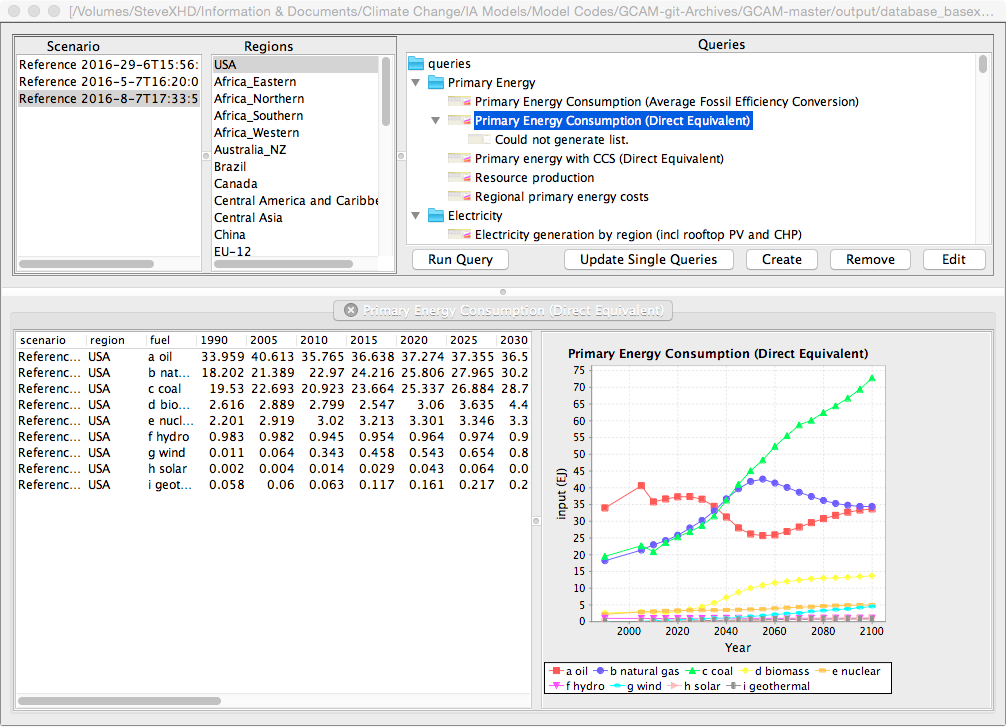 [/Volumes/SteveXHD/Information & Documents/Climate Change/IA Models/Model Codes/GCAM-git-Archives/GCAM-master/output/database_basex...
Scenario
Reference 2016-29-6T15:56:
Reference 2016-5-7T16:20:0
Reference 2016-8-7T17:33:5
Regions
USA
Africa_Eastern
Africa_Northern
Africa_Southern
Africa_Western
Australia_NZ
Brazil
Canada
Central America and Caribbe
Central Asia
China
EU-12
Queries
queries
Primary Energy
Primary Energy Consumption (Average Fossil Efficiency Conversion)
Primary Energy Consumption (Direct Equivalent)
Could not generate list.
Primary energy with CCS (Direct Equivalent)
Resource production
Regional primary energy costs
Electricity
Electricity generation by region (incl rooftop PV and CHP)
Run Query Update Single Queries Create Remove Edit
Primary Energy Consumption (Direct Equivalent)
scenario region fuel 1990 2005 2010 2015 2020 2025 2030
Referenc... USA a oil 33.959 40.613 35.765 36.638 37.274 37.355 36.5
Referenc... USA b nat... 18.202 21.389 22.97 24.216 25.806 27.965 30.2
Referenc... USA c coal 19.53 22.693 20.923 23.664 25.337 26.884 28.7
Referenc... USA d bio... 2.616 2.889 2.799 2.547 3.06 3.635 4.4
Referenc... USA e nucl... 2.201 2.919 3.02 3.213 3.301 3.346 3.3
Referenc... USA f hydro 0.983 0.982 0.945 0.954 0.964 0.974 0.9
Referenc... USA g wind 0.011 0.064 0.343 0.458 0.543 0.654 0.8
Referenc... USA h solar 0.002 0.004 0.014 0.029 0.043 0.064 0.0
Referenc... USA i geot... 0.058 0.06 0.063 0.117 0.161 0.217 0.2
Primary Energy Consumption (Direct Equivalent)
75
70
65
60
55
50
45
40
35
30
25
20
15
10
5
0
input (EJ)
2000 2020 2040 2060 2080 2100
Year
a oil b natural gas c coal d biomass e nuclear
f hydro g wind h solar i geothermal